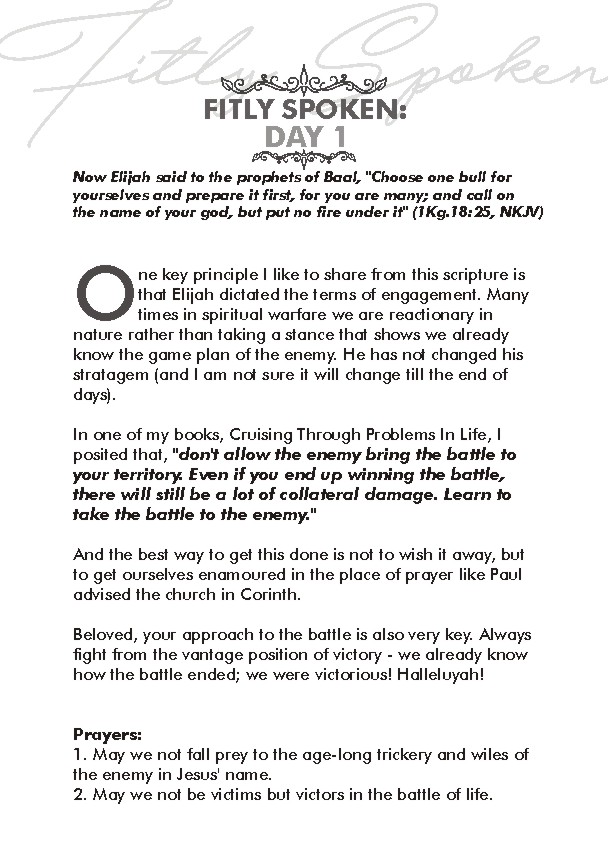 Fitly Spoken
FITLY SPOKEN:
DAY 1
Now Elijah said to the prophets of Baal, "Choose one bull for
yourselves and prepare it first, for you are many; and call on
the name of your god, but put no fire under it" (1Kg.18:25, NKJV)
One key principle I like to share from this scripture is
that Elijah dictated the terms of engagement. Many
times in spiritual warfare we are reactionary in
nature rather than taking a stance that shows we already
know the game plan of the enemy. He has not changed his
stratagem (and I am not sure it will change till the end of
days).
In one of my books, Cruising Through Problems In Life, I
posited that, "don't allow the enemy bring the battle to
your territory. Even if you end up winning the battle,
there will still be a lot of collateral damage. Learn to
take the battle to the enemy."
And the best way to get this done is not to wish it away, but
to get ourselves enamoured in the place of prayer like Paul
advised the church in Corinth.
Beloved, your approach to the battle is also very key. Always
fight from the vantage position of victory - we already know
how the battle ended; we were victorious! Halleluyah!
Prayers:
1. May we not fall prey to the age-long trickery and wiles of
the enemy in Jesus' name.
2. May we not be victims but victors in the battle of life.